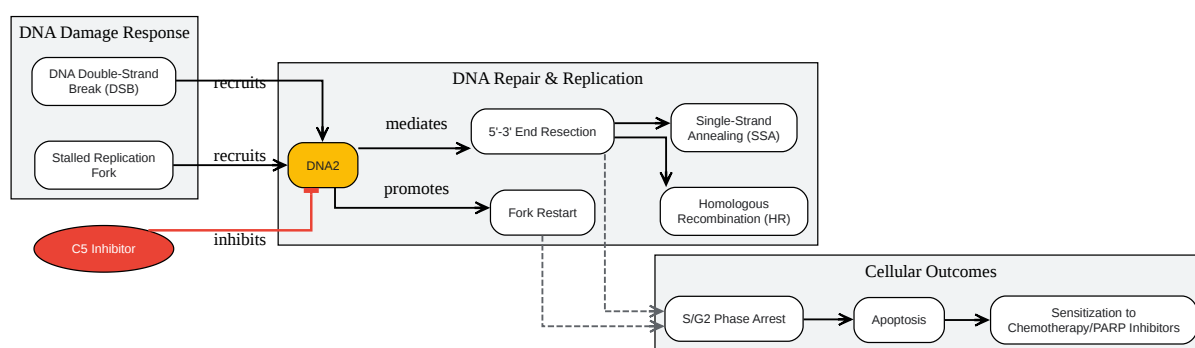 DNA Damage Response
DNA Double-Strand
Break (DSB)
recruits
DNA Repair & Replication
Stalled Replication
Fork
recruits
DNA2
mediates
5'-3' End Resection
Single-Strand
Annealing (SSA)
promotes
Fork Restart
Homologous
Recombination (HR)
C5 Inhibitor
inhibits
Cellular Outcomes
S/G2 Phase Arrest
Apoptosis
Sensitization to
Chemotherapy/PARP Inhibitors